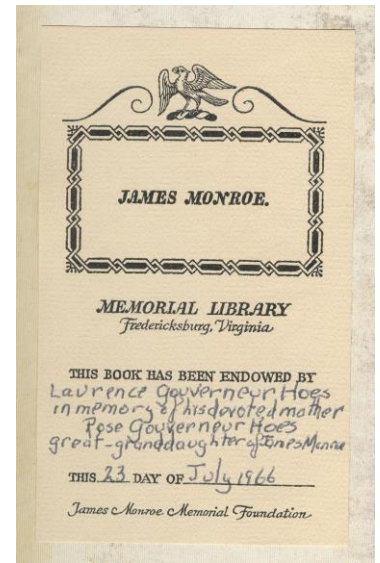 JAMES MONROE.
MEMORIAL LIBRARY
Fredericksburg, Virginia
THIS BOOK HAS BEEN ENDOWED BY
Laurence Gouverneur Hoes
in memory of his devoted mother
Rose Gouverneur Hoes
great-granddaughter of James Monroe
THIS 23 DAY OF July 1966
James Monroe Memorial Foundation